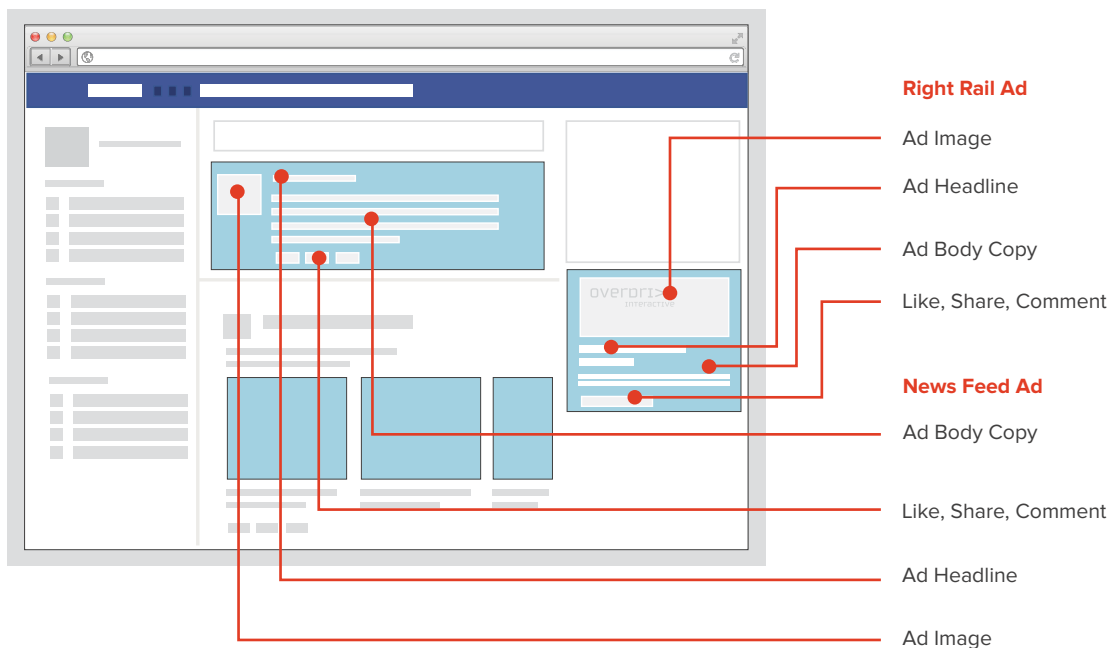 Right Rail Ad
Ad Image
Ad Headline
Ad Body Copy
overdri>
interactive
Like, Share, Comment
News Feed Ad
Ad Body Copy
Like, Share, Comment
Ad Headline
Ad Image